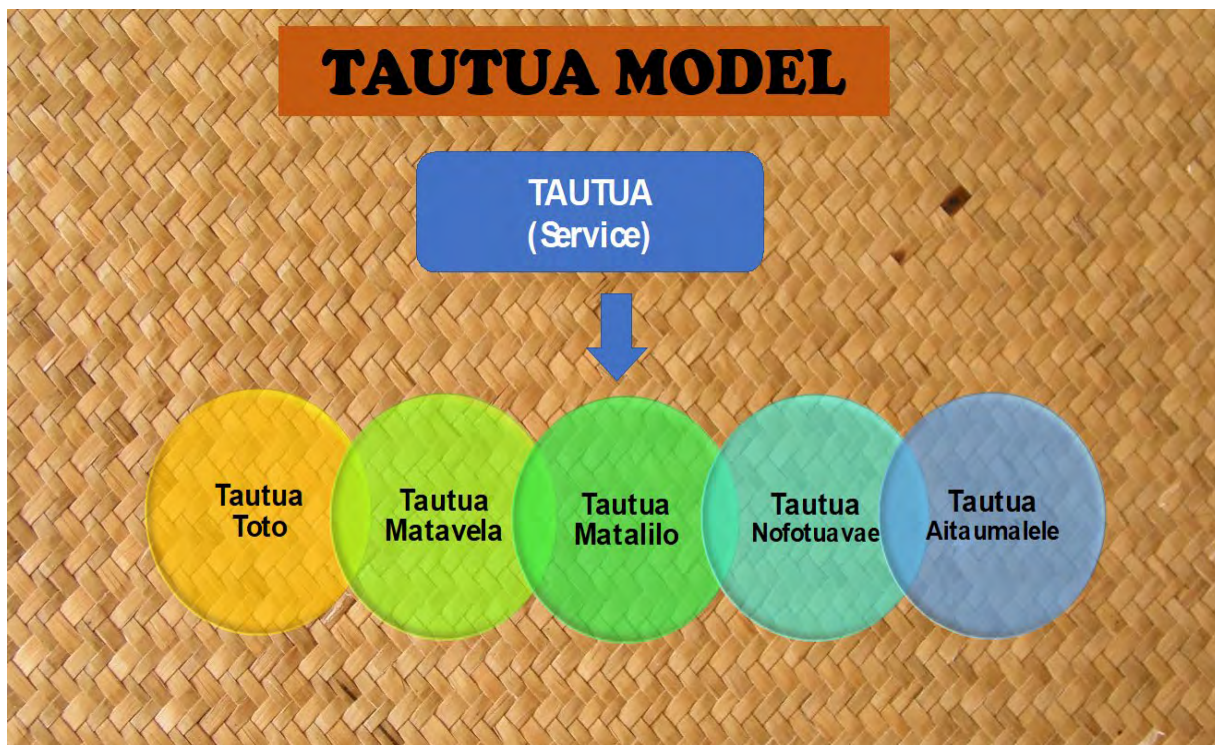 TAUTUA MODEL
TAUTUA
(Service)
Tautua
Toto
Tautua
Matavela
Tautua
Matalilo
Tautua
Nofotuavae
Tautua
Aitaumalele